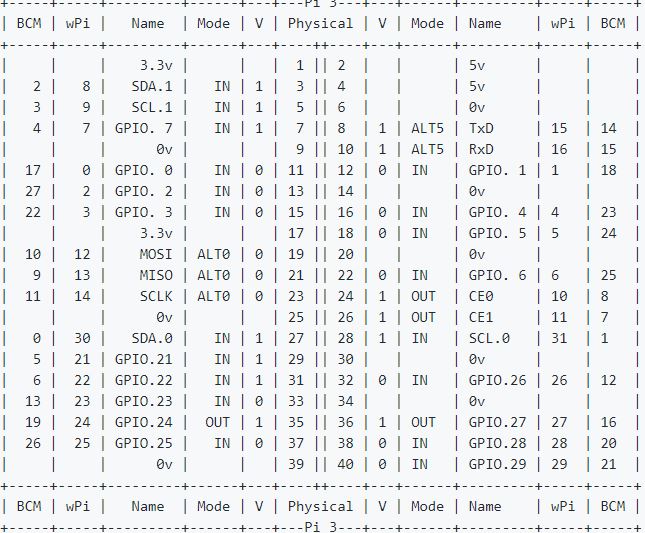 +-----+-----+---------+------+---+---Pi 3---+---+------+---------+-----+-----+
| BCM | wPi |   Name  | Mode | V | Physical | V | Mode | Name    | wPi | BCM |
+-----+-----+---------+------+---+----++----+---+------+---------+-----+-----+
|     |     |    3.3v |      |   |  1 || 2  |   |      | 5v      |     |     |
|   2 |   8 |   SDA.1 |   IN | 1 |  3 || 4  |   |      | 5v      |     |     |
|   3 |   9 |   SCL.1 |   IN | 1 |  5 || 6  |   |      | 0v      |     |     |
|   4 |   7 | GPIO. 7 |   IN | 1 |  7 || 8  | 1 | ALT5 | TxD     | 15  | 14  |
|     |     |      0v |      |   |  9 || 10 | 1 | ALT5 | RxD     | 16  | 15  |
|  17 |   0 | GPIO. 0 |   IN | 0 | 11 || 12 | 0 | IN   | GPIO. 1 | 1   | 18  |
|  27 |   2 | GPIO. 2 |   IN | 0 | 13 || 14 |   |      | 0v      |     |     |
|  22 |   3 | GPIO. 3 |   IN | 0 | 15 || 16 | 0 | IN   | GPIO. 4 | 4   | 23  |
|     |     |    3.3v |      |   | 17 || 18 | 0 | IN   | GPIO. 5 | 5   | 24  |
|  10 |  12 |    MOSI | ALT0 | 0 | 19 || 20 |   |      | 0v      |     |     |
|   9 |  13 |    MISO | ALT0 | 0 | 21 || 22 | 0 | IN   | GPIO. 6 | 6   | 25  |
|  11 |  14 |    SCLK | ALT0 | 0 | 23 || 24 | 1 | OUT  | CE0     | 10  | 8   |
|     |     |      0v |      |   | 25 || 26 | 1 | OUT  | CE1     | 11  | 7   |
|   0 |  30 |   SDA.0 |   IN | 1 | 27 || 28 | 1 | IN   | SCL.0   | 31  | 1   |
|   5 |  21 | GPIO.21 |   IN | 1 | 29 || 30 |   |      | 0v      |     |     |
|   6 |  22 | GPIO.22 |   IN | 1 | 31 || 32 | 0 | IN   | GPIO.26 | 26  | 12  |
|  13 |  23 | GPIO.23 |   IN | 0 | 33 || 34 |   |      | 0v      |     |     |
|  19 |  24 | GPIO.24 |  OUT | 1 | 35 || 36 | 1 | OUT  | GPIO.27 | 27  | 16  |
|  26 |  25 | GPIO.25 |   IN | 0 | 37 || 38 | 0 | IN   | GPIO.28 | 28  | 20  |
|     |     |      0v |      |   | 39 || 40 | 0 | IN   | GPIO.29 | 29  | 21  |
+-----+-----+---------+------+---+----++----+---+------+---------+-----+-----+
| BCM | wPi |   Name  | Mode | V | Physical | V | Mode | Name    | wPi | BCM |
+-----+-----+---------+------+---+---Pi 3---+---+------+---------+-----+-----+